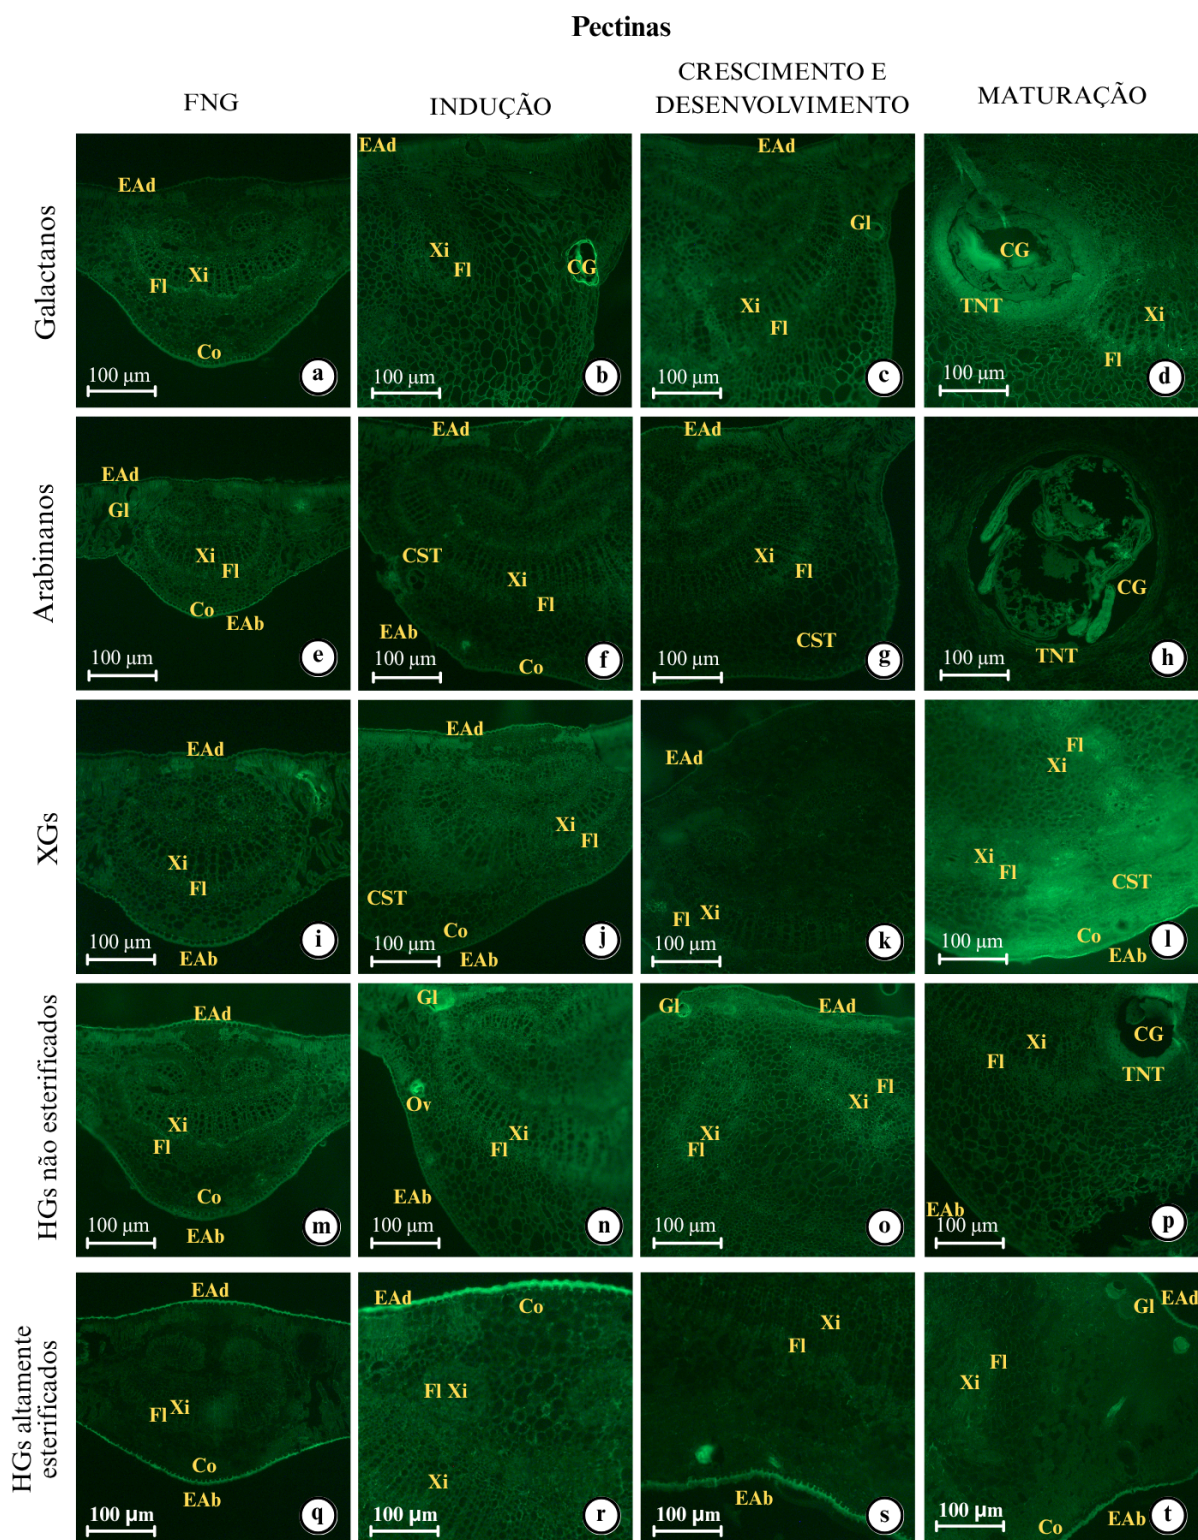 Pectinas
FNG
INDUÇÃO
CRESCIMENTO E
DESENVOLVIMENTO
MATURAÇÃO
Galactanos
EAd
Xi
Fl
Co
100 µm
a
EAd
Xi
Fl
CG
100 µm
b
EAd
Gl
Xi
Fl
100 µm
c
CG
TNT
Xi
Fl
100 µm
d
Arabinanos
EAd
Gl
Xi
Fl
Co
EAb
100 µm
e
EAd
CST
Xi
Fl
EAb
Co
100 µm
f
EAd
Xi
Fl
CST
100 µm
g
CG
TNT
100 µm
h
XGs
EAd
Xi
Fl
EAb
100 µm
i
EAd
Xi
Fl
CST
Co
EAb
100 µm
j
EAd
Fl
Xi
100 µm
k
Fl
Xi
Xi
Fl
CST
Co
EAb
100 µm
l
HGs não esterificados
EAd
Xi
Fl
Co
EAb
100 µm
m
Gl
Ov
Xi
Fl
EAb
100 µm
n
Gl
EAd
Fl
Xi
Xi
Fl
100 µm
o
CG
Xi
Fl
TNT
EAb
100 µm
p
HGs altamente
esterificados
EAd
Xi
Fl
Co
EAb
100 µm
q
EAd
Co
Fl Xi
Xi
100 µm
r
Xi
Fl
EAb
100 µm
s
Gl
EAd
Fl
Xi
EAb
Co
100 µm
t